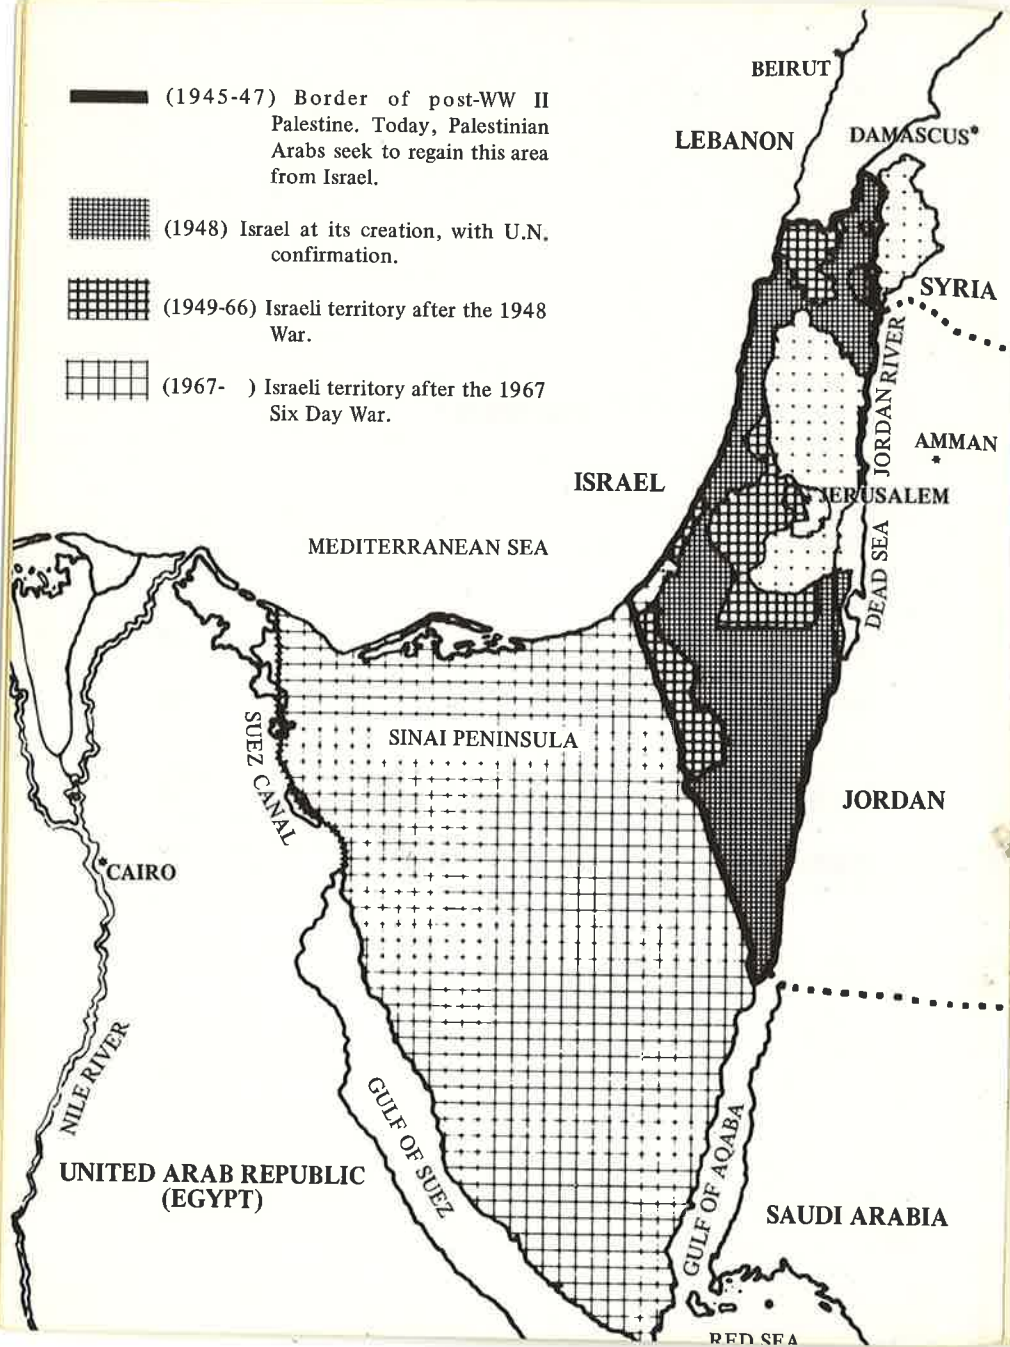 (1945-47) Border of post-WW II
Palestine. Today, Palestinian
Arabs seek to regain this area
from Israel.
(1948) Israel at its creation, with U.N.
confirmation.
(1949-66) Israeli territory after the 1948
War.
(1967-   ) Israeli territory after the 1967
Six Day War.
BEIRUT
LEBANON
DAMASCUS*
SYRIA
JORDAN RIVER
AMMAN
*
ISRAEL
JERUSALEM
MEDITERRANEAN SEA
DEAD SEA
SUEZ CANAL
SINAI PENINSULA
JORDAN
*CAIRO
NILE RIVER
GULF OF SUEZ
GULF OF AQABA
UNITED ARAB REPUBLIC
(EGYPT)
SAUDI ARABIA
RED SEA